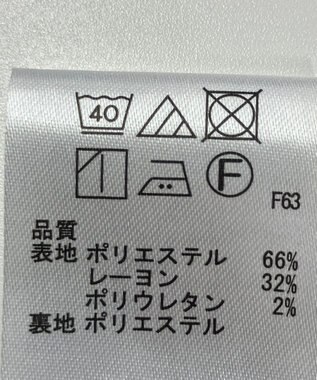 40
F
F63
品質
表地 ポリエステル 66%
レーヨン 32%
ポリウレタン 2%
裏地 ポリエステル